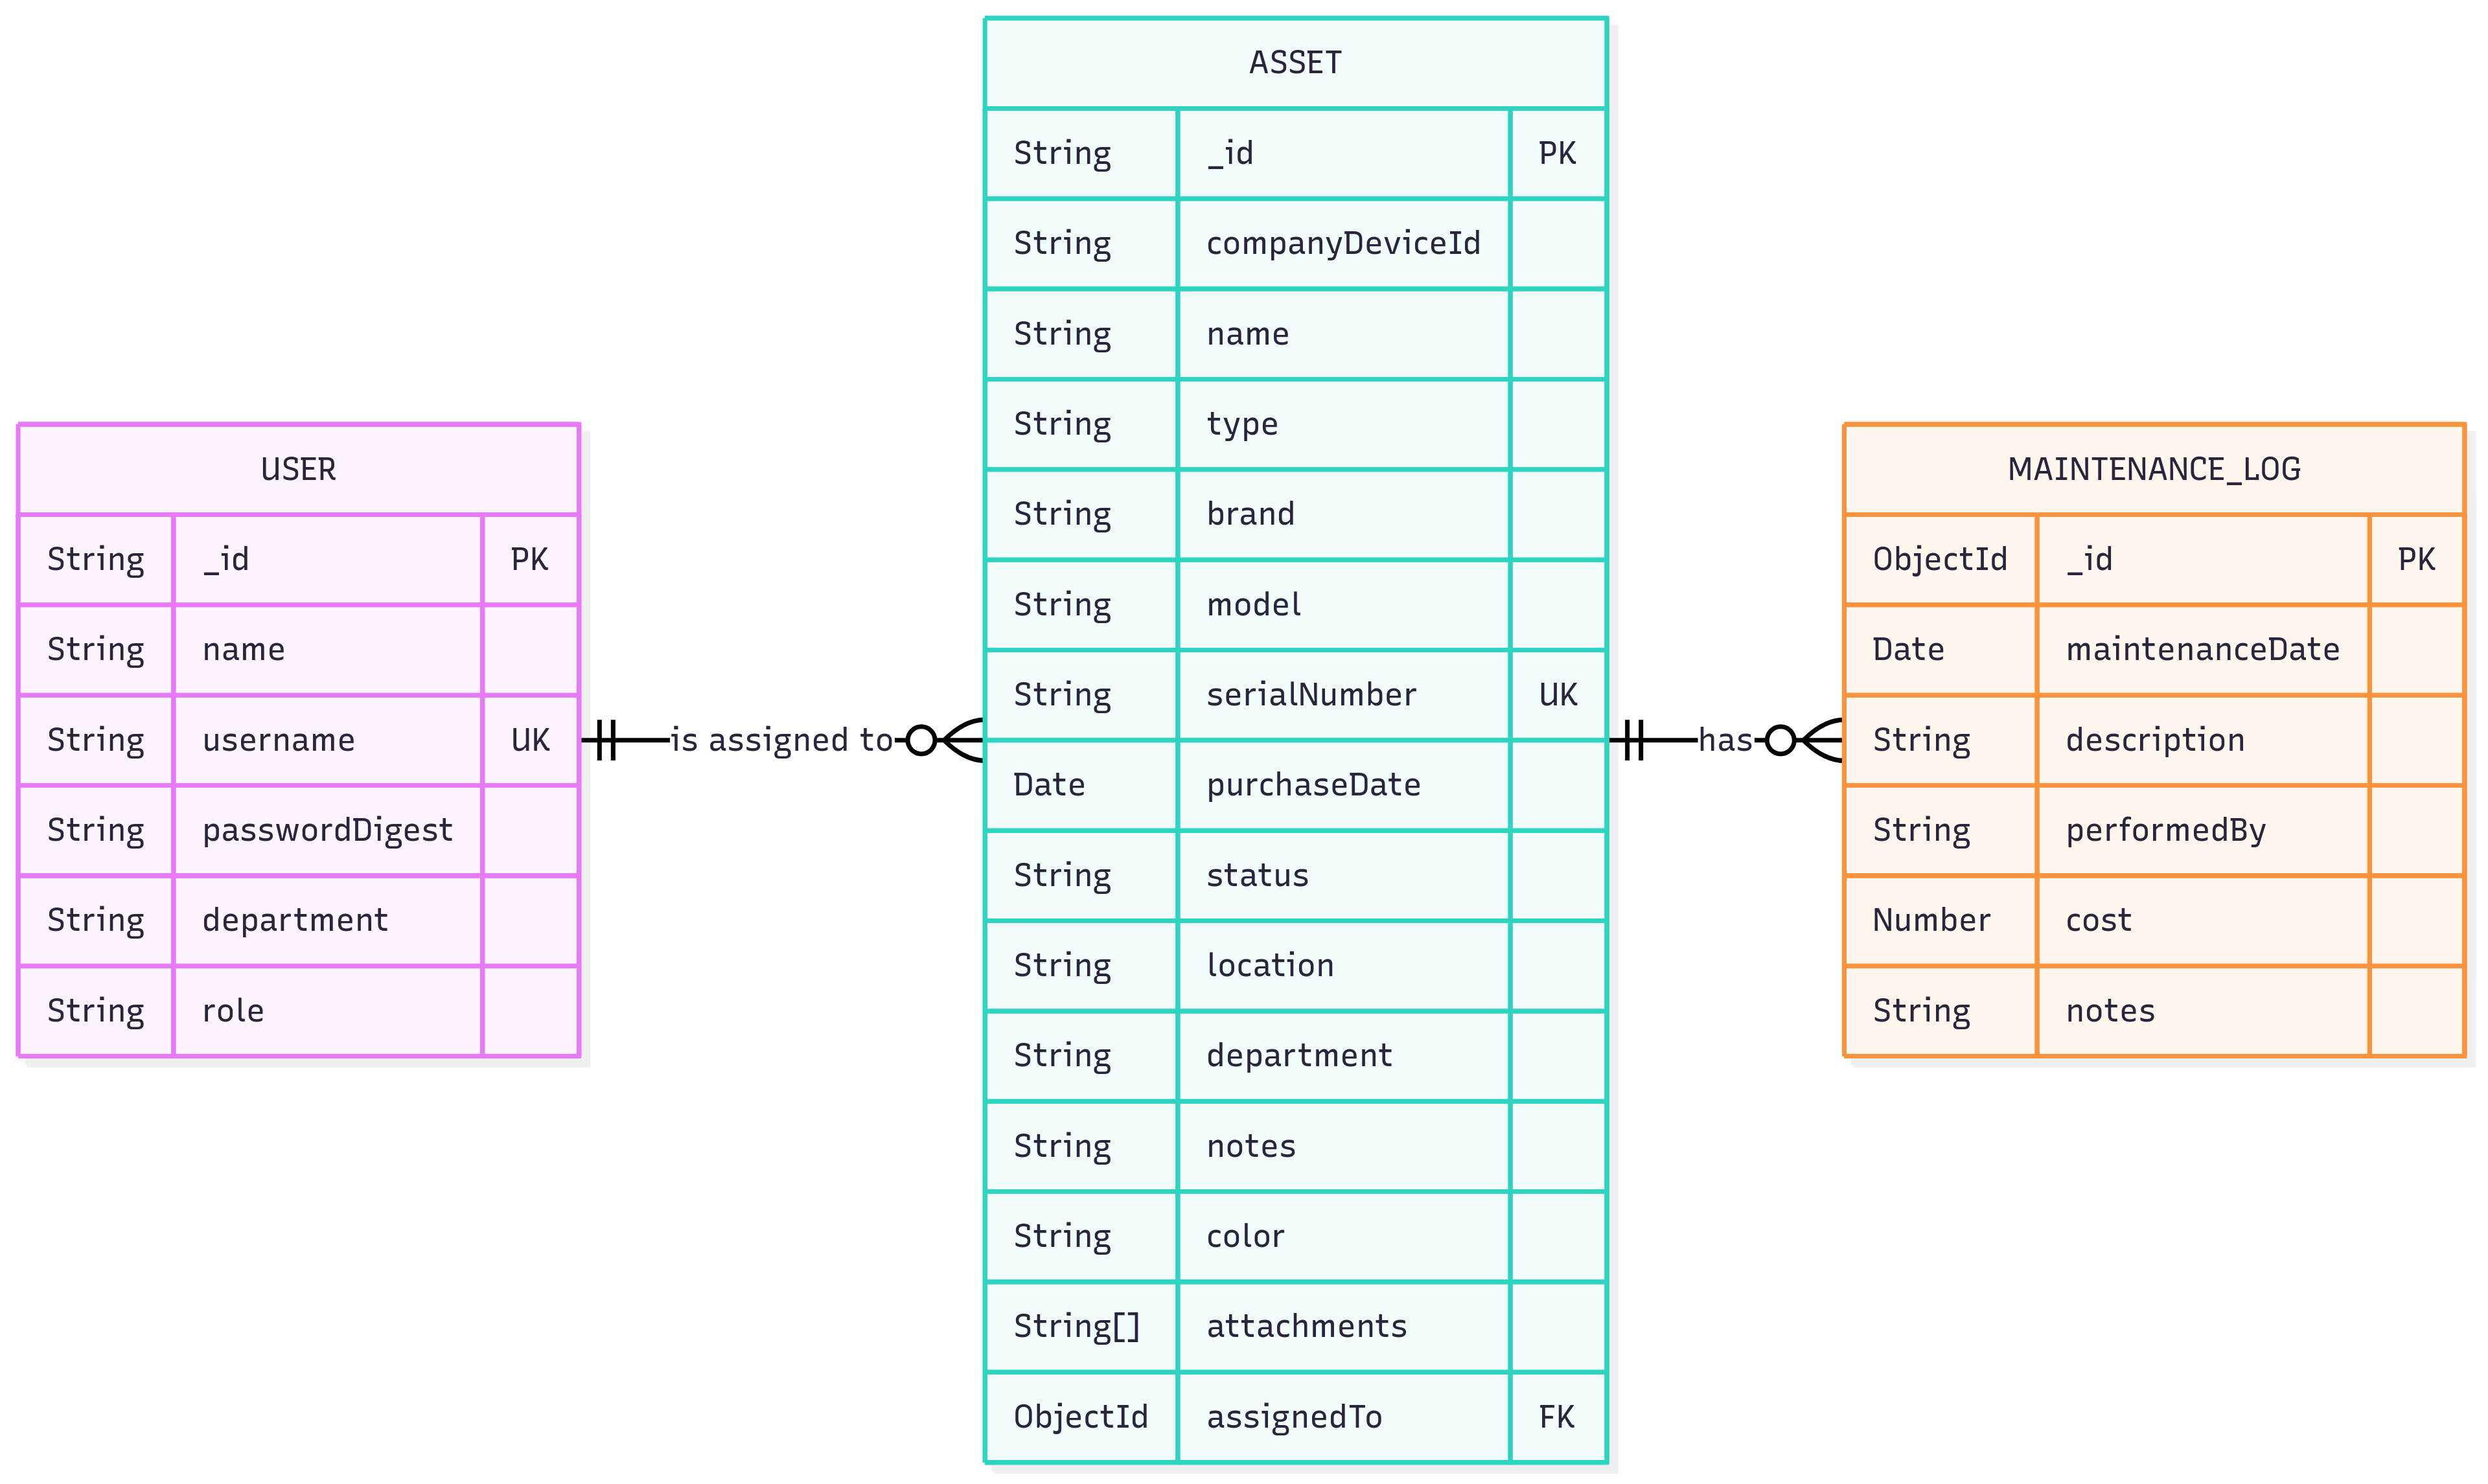 USER
String _id PK
String name
String username UK
String passwordDigest
String department
String role
is assigned to
ASSET
String _id PK
String companyDeviceId
String name
String type
String brand
String model
String serialNumber UK
Date purchaseDate
String status
String location
String department
String notes
String color
String[] attachments
ObjectId assignedTo FK
has
MAINTENANCE_LOG
ObjectId _id PK
Date maintenanceDate
String description
String performedBy
Number cost
String notes